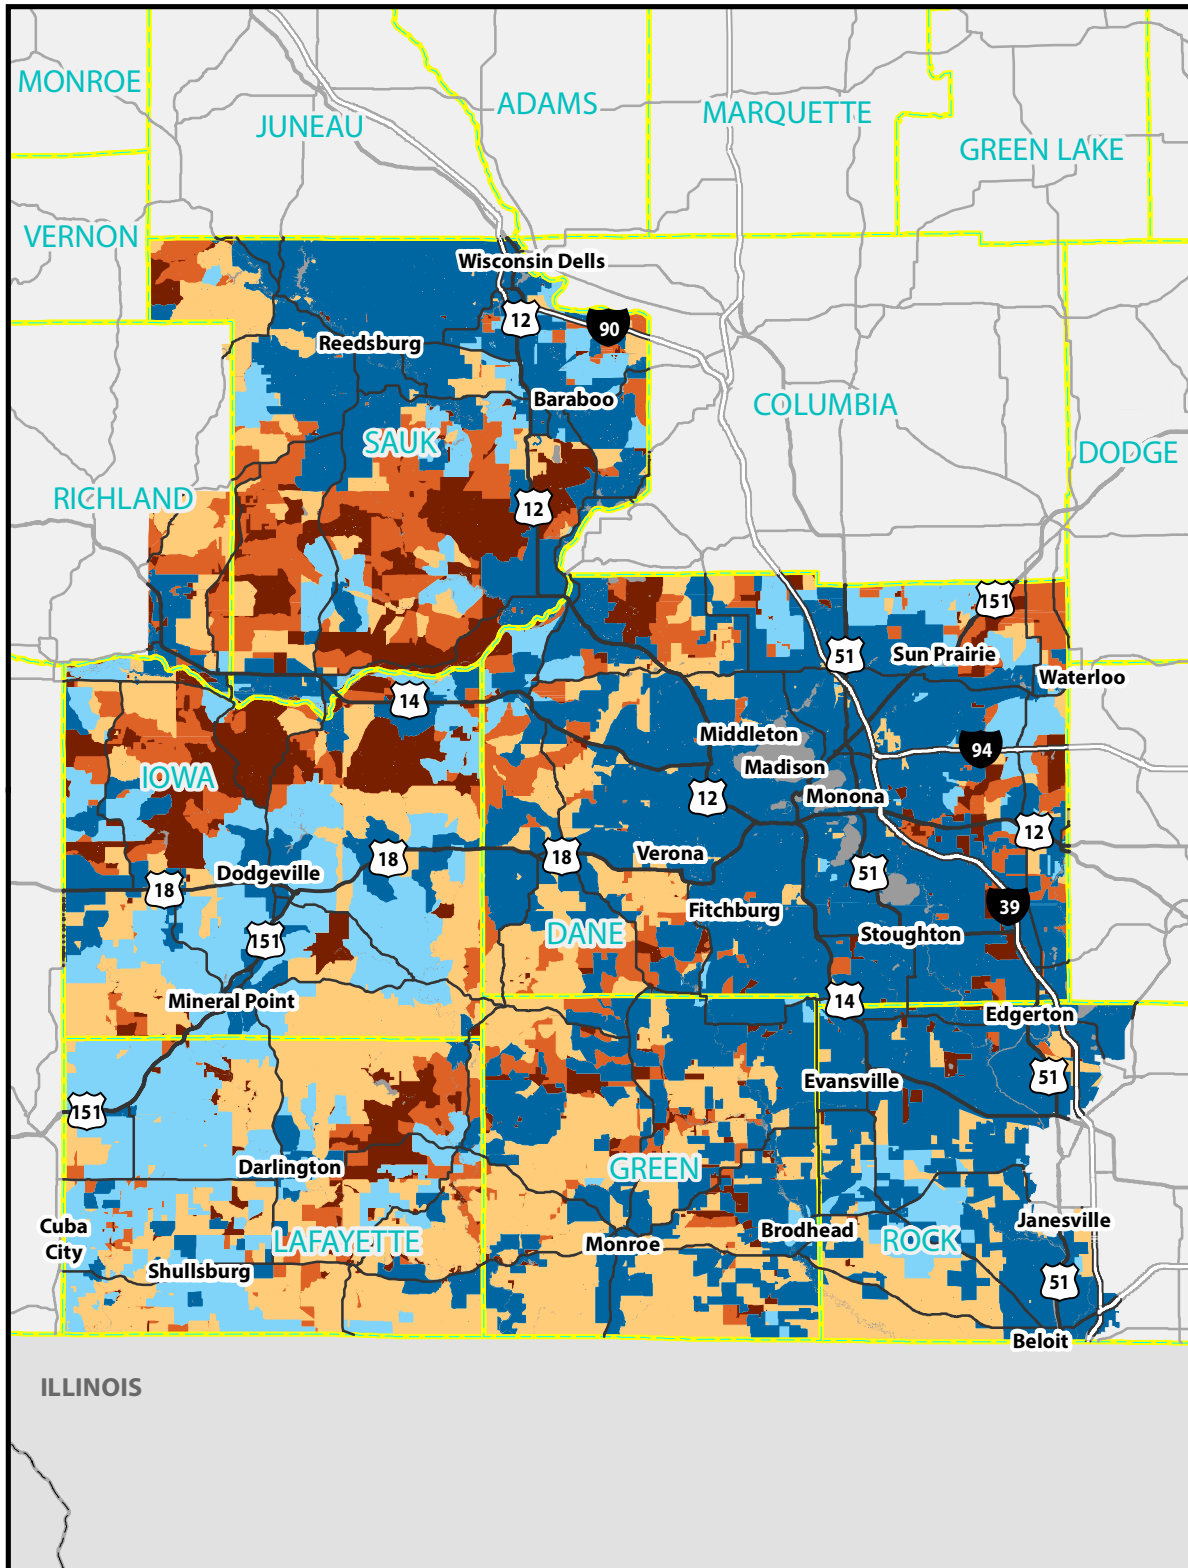 ADAMS
MONROE
MARQUETTE
JUNEAU
GREEN LAKE
VERNON
Wisconsin Dells
12
90
Reedsburg
Baraboo
COLUMBIA
SAUK
DODGE
RICHLAND
12
151
51
Sun Prairie
Waterloo
14
Middleton
94
Madison
IOWA
12
Monona
12
18
18
Verona
Dodgeville
51
18
39
Fitchburg
151
DANE
Stoughton
Mineral Point
14
Edgerton
51
Evansville
151
Darlington
GREEN
Cuba
City
Janesville
Brodhead
LAFAYETTE
ROCK
Monroe
Shullsburg
51
Beloit
ILLINOIS